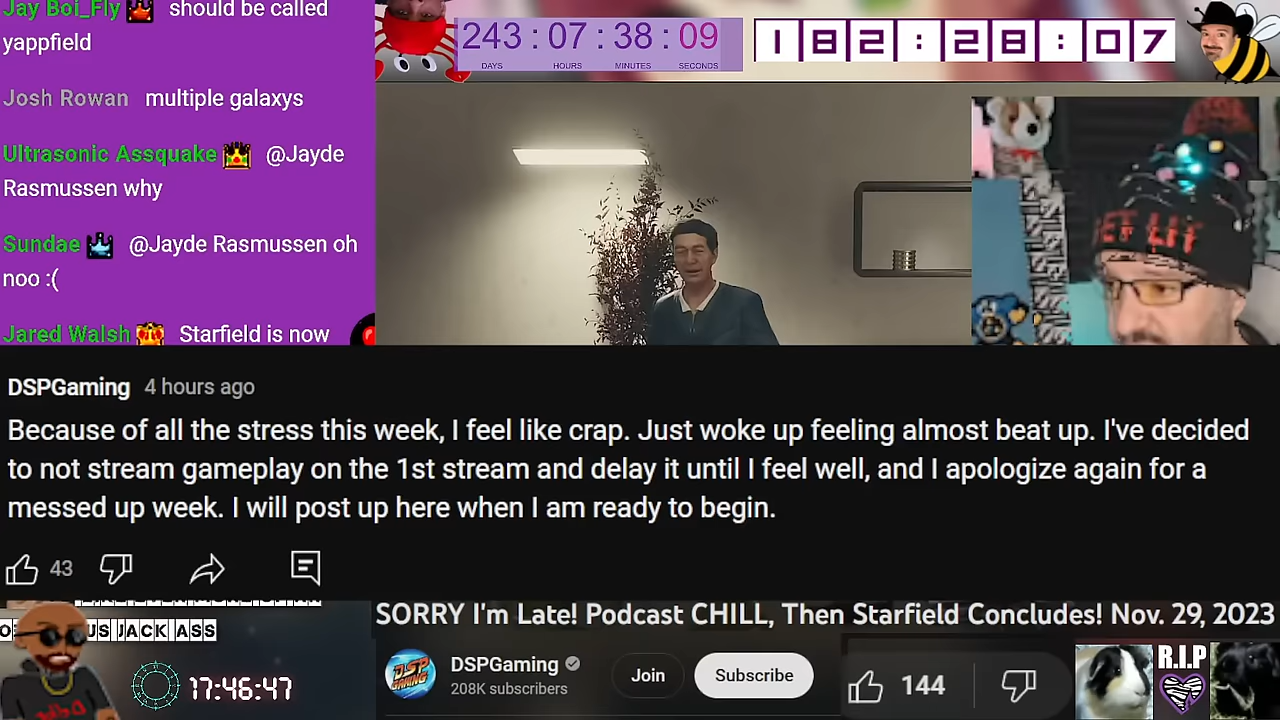 Jay Boi_Fly should be called
yappfield
Josh Rowan multiple galaxys
Ultrasonic Assquake @Jayde
Rasmussen why
Sundae @Jayde Rasmussen oh
noo :(
Jared Walsh Starfield is now
243 : 07 : 38 : 09
DAYS HOURS MINUTES SECONDS
182:28:07
GET LIT
DSPGaming 4 hours ago
Because of all the stress this week, I feel like crap. Just woke up feeling almost beat up. I've decided
to not stream gameplay on the 1st stream and delay it until I feel well, and I apologize again for a
messed up week. I will post up here when I am ready to begin.
43
US JACK ASS
17:46:47
SORRY I'm Late! Podcast CHILL, Then Starfield Concludes! Nov. 29, 2023
DSP
GAMING
DSPGaming
208K subscribers
Join
Subscribe
144
R.I.P